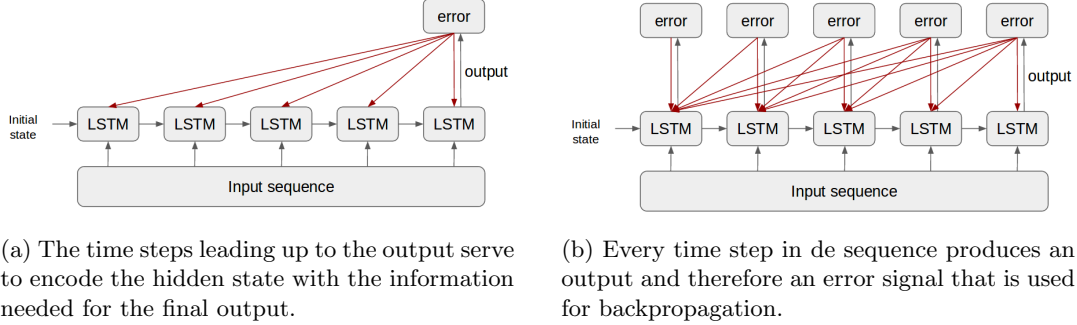 error
output
Initial
state
LSTM LSTM LSTM LSTM LSTM
Input sequence
(a) The time steps leading up to the output serve
to encode the hidden state with the information
needed for the final output.
error error error error error
output
Initial
state
LSTM LSTM LSTM LSTM LSTM
Input sequence
(b) Every time step in de sequence produces an
output and therefore an error signal that is used
for backpropagation.